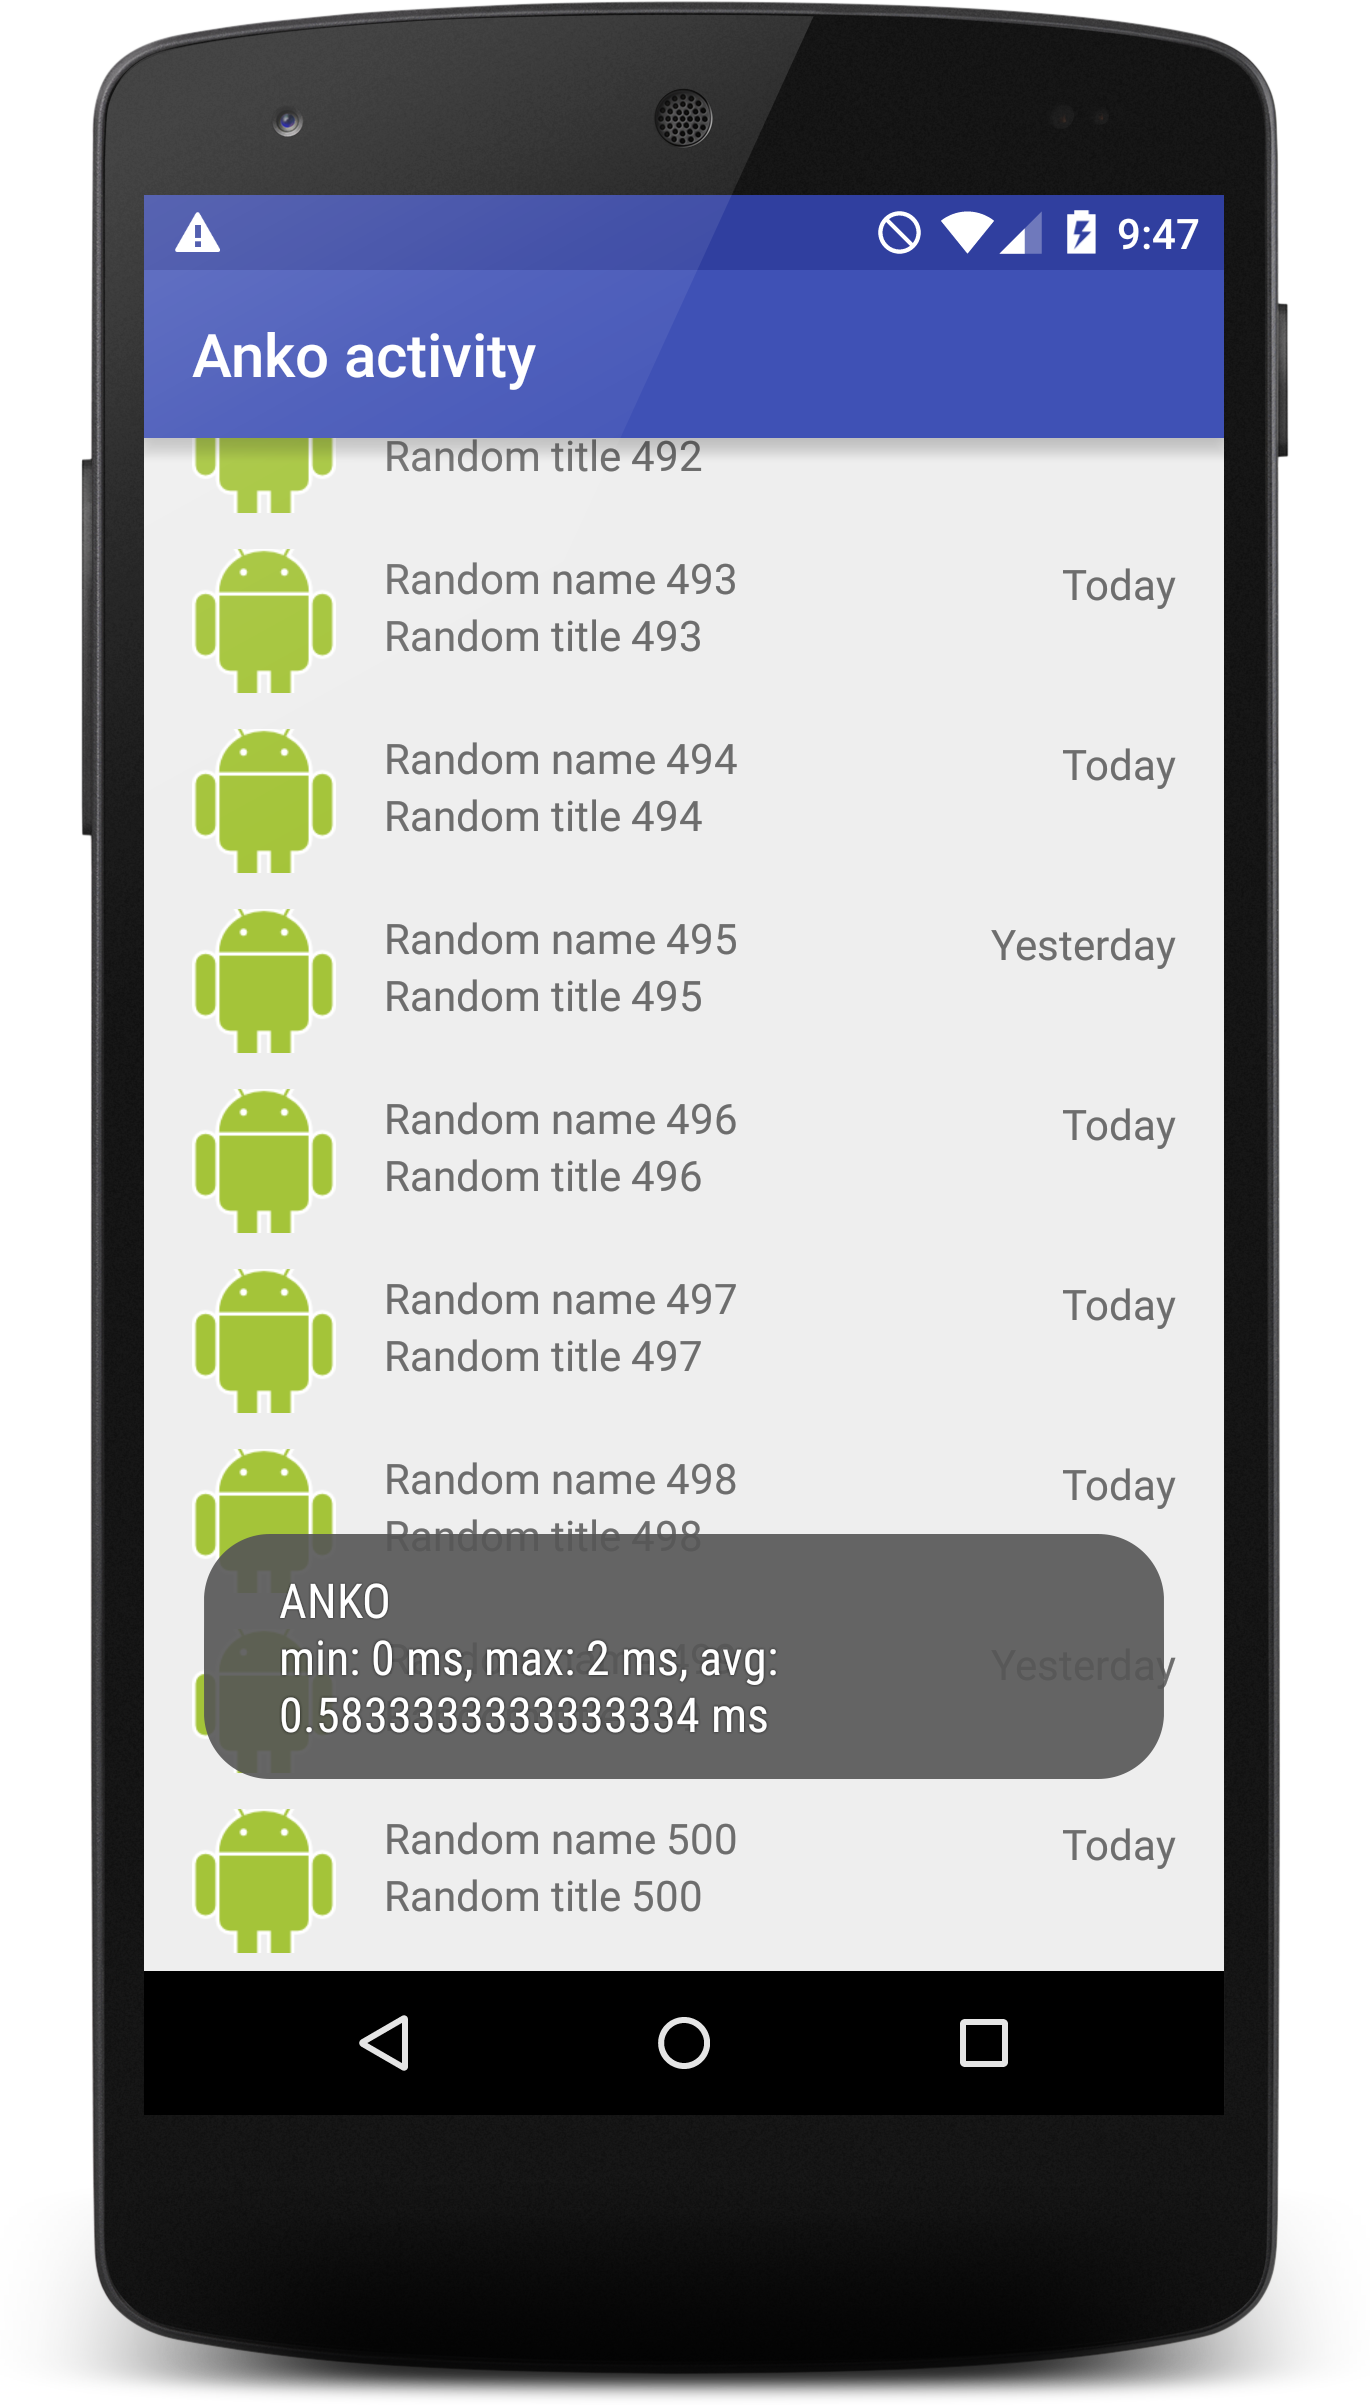 9:47
Anko activity
Random title 492
Random name 493
Today
Random title 493
Random name 494
Today
Random title 494
Random name 495
Yesterday
Random title 495
Random name 496
Today
Random title 496
Random name 497
Today
Random title 497
Random name 498
Today
Random title 498
ANKO
min: 0 ms, max: 2 ms, avg:
Yesterday
0.5833333333333334 ms
Random name 500
Today
Random title 500